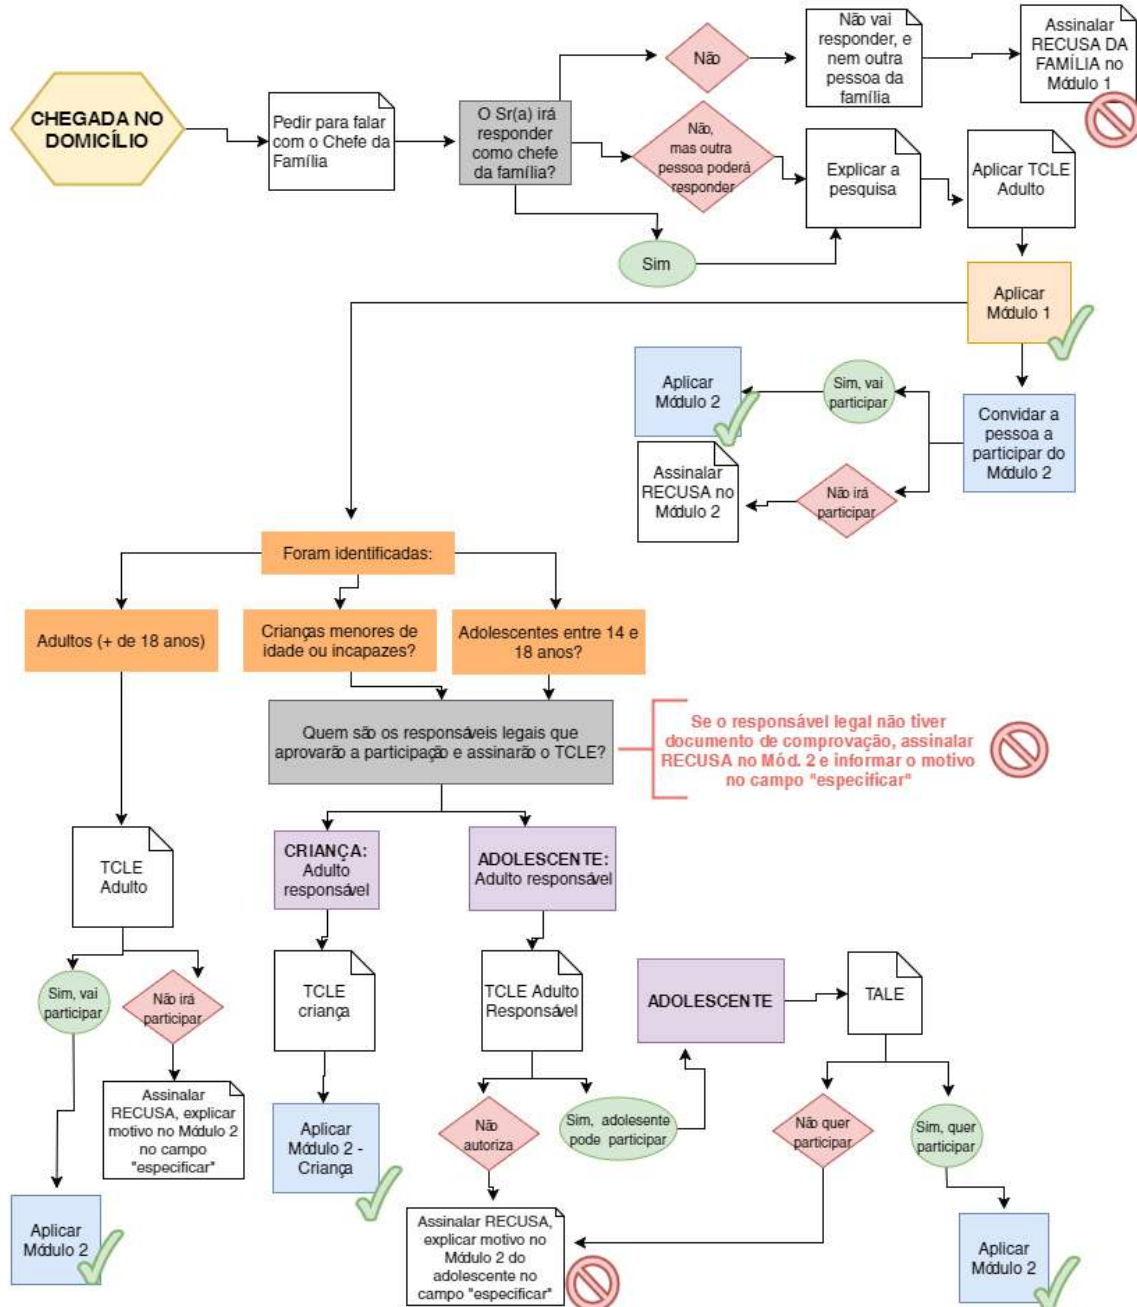 CHEGADA NO
DOMICÍLIO
Pedir para falar
com o Chefe da
Família
O Sr(a) irá
responder
como chefe
da família?
Não
Não vai
responder, e
nem outra
pessoa da
família
Assinalar
RECUSA DA
FAMÍLIA no
Módulo 1
Não,
mas outra
pessoa poderá
responder
Explicar a
pesquisa
Aplicar TCLE
Adulto
Sim
Aplicar
Módulo 1
Aplicar
Módulo 2
Sim, vai
participar
Convidar a
pessoa a
participar do
Módulo 2
Assinalar
RECUSA no
Módulo 2
Não irá
participar
Foram identificadas:
Adultos (+ de 18 anos)
Crianças menores de
idade ou incapazes?
Adolescentes entre 14 e
18 anos?
Quem são os responsáveis legais que
aprovarão a participação e assinarão o TCLE?
Se o responsável legal não tiver
documento de comprovação, assinalar
RECUSA no Mód. 2 e informar o motivo
no campo "especificar"
TCLE
Adulto
CRIANÇA:
Adulto
responsável
ADOLESCENTE:
Adulto responsável
Sim, vai
participar
Não irá
participar
TCLE
criança
TCLE Adulto
Responsável
ADOLESCENTE
TALE
Assinalar
RECUSA, explicar
motivo no Módulo 2
no campo
"especificar"
Aplicar
Módulo 2 -
Criança
Não
autoriza
Sim, adolesente
pode participar
Não quer
participar
Sim, quer
participar
Aplicar
Módulo 2
Assinalar RECUSA,
explicar motivo no
Módulo 2 do
adolescente no
campo "especificar"
Aplicar
Módulo 2